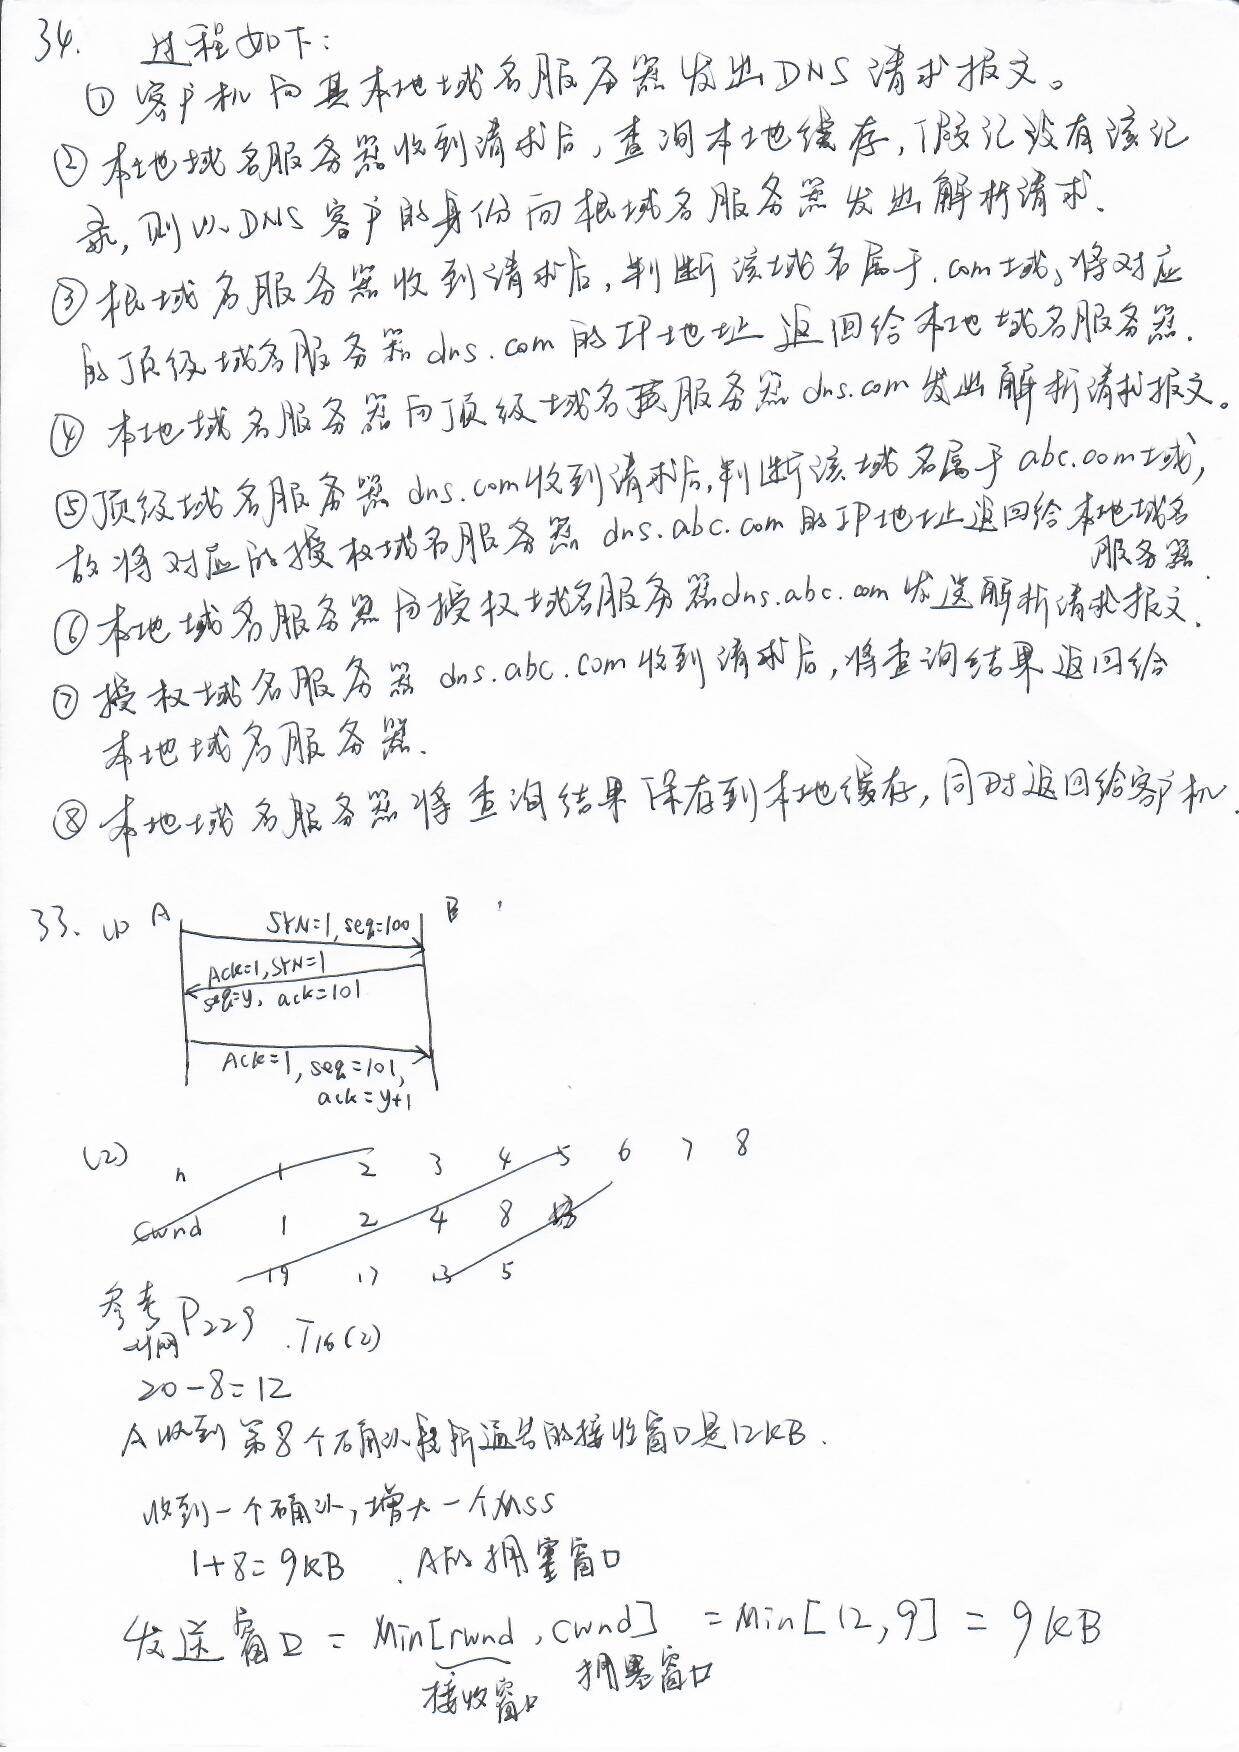 34. 过程如下:
① 客户机向其本地域名服务器发出DNS请求报文。
② 本地域名服务器收到请求后,查询本地缓存,假记没有该记
录,则以DNS客户的身份向根域名服务器发出解析请求.
③ 根域名服务器收到请求后,判断该域名属于.com域,将对应
的顶级域名服务器dns.com的IP地址返回给本地域名服务器.
④ 本地域名服务器向顶级域名服务器dns.com发出解析请求报文。
⑤ 顶级域名服务器dns.com收到请求后,判断该域名属于abc.com域,
故将对应的授权域名服务器dns.abc.com的IP地址返回给本地域名
服务器.
⑥ 本地域名服务器向授权域名服务器dns.abc.com发送解析请求报文.
⑦ 授权域名服务器dns.abc.com收到请求后,将查询结果返回给
本地域名服务器.
⑧ 本地域名服务器将查询结果保存到本地缓存,同时返回给客户机.
33. (1) A B
SYN=1, seq=100
Ack=1, SYN=1
seq=y, ack=101
Ack=1, seq=101,
ack=y+1
(2) n 1 2 3 4 5 6 7 8
cwnd 1 2 4 8
19 17 13 5
参考 P229 . T16(2)
计网
20-8=12
A收到第8个确认段所通告的接收窗口是12KB.
收到一个确认,增大一个MSS
1+8=9KB . A的拥塞窗口
发送窗口 = Min[rwnd, cwnd] = Min[12,9] = 9KB
接收窗口 拥塞窗口